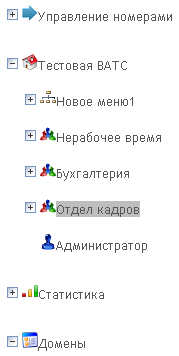 Управление номерами
Тестовая ВАТС
Новое меню1
Нерабочее время
Бухгалтерия
Отдел кадров
Администратор
Статистика
Домены